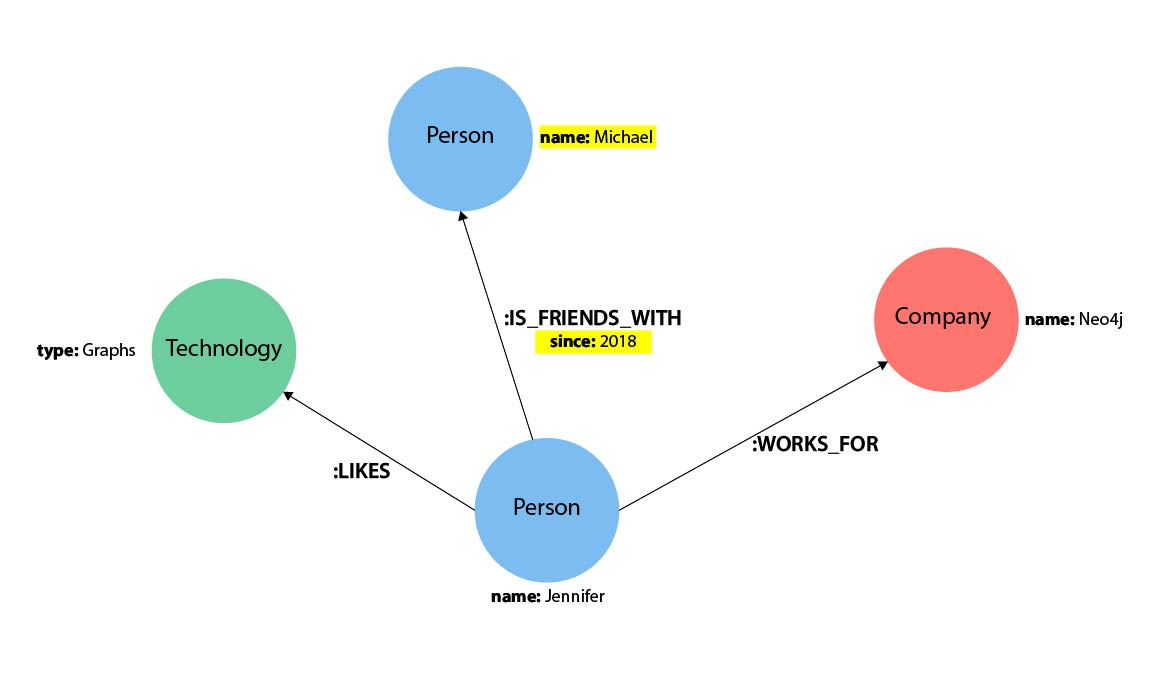 Person
name: Michael
:IS_FRIENDS_WITH
since: 2018
Company
name: Neo4j
type: Graphs
Technology
:WORKS_FOR
:LIKES
Person
name: Jennifer